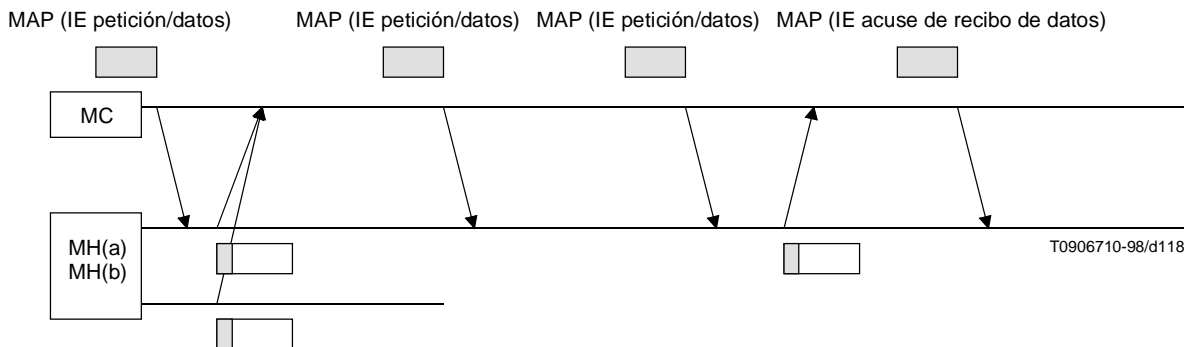 MAP (IE petición/datos)
MAP (IE petición/datos)
MAP (IE petición/datos)
MAP (IE acuse de recibo de datos)
MC
MH(a)
MH(b)
T0906710-98/d118